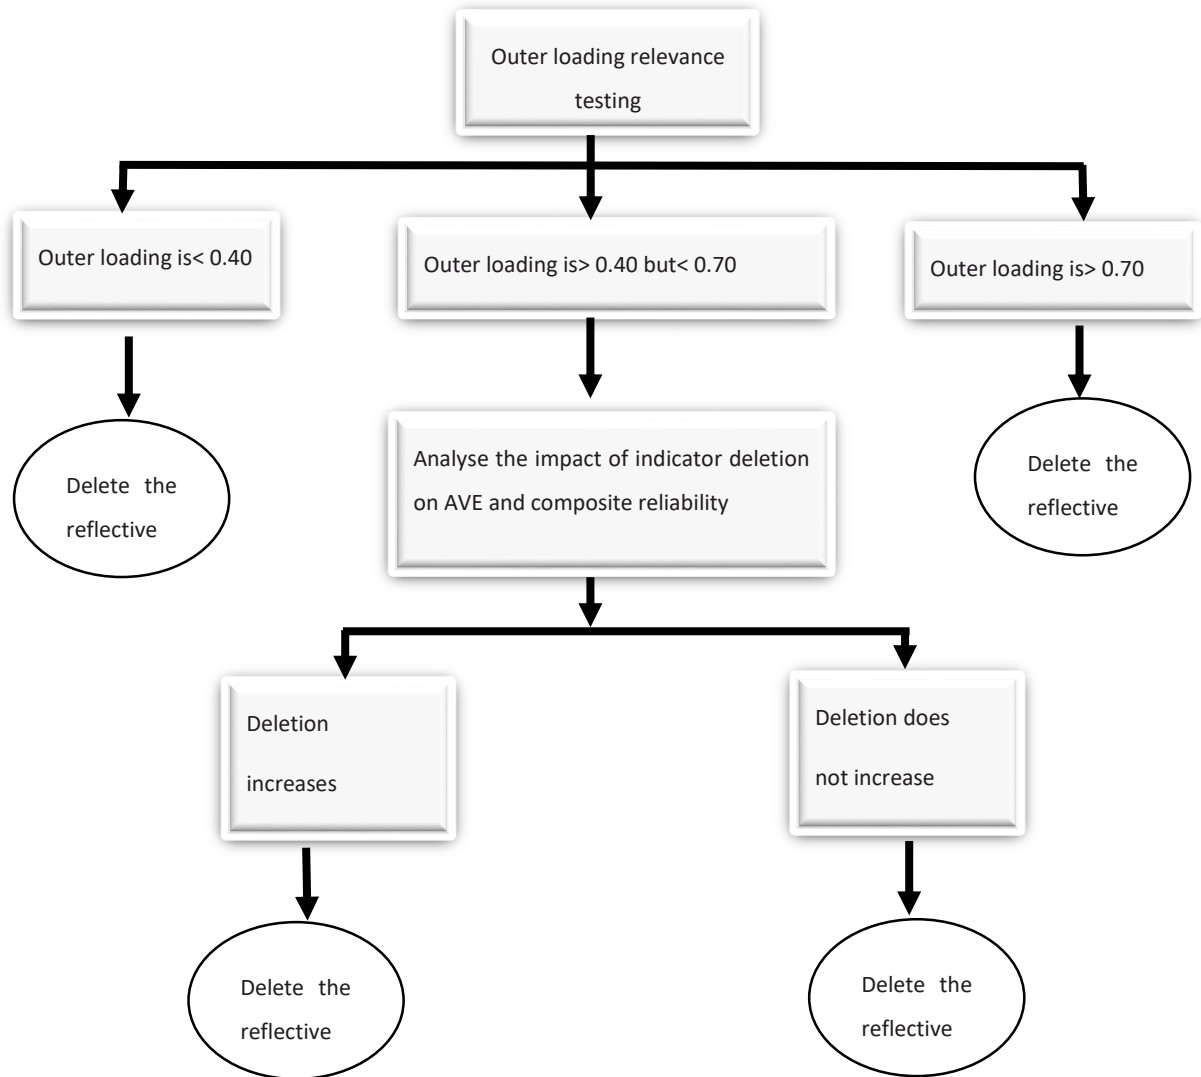 Outer loading relevance
testing
Outer loading is< 0.40
Outer loading is> 0.40 but< 0.70
Outer loading is> 0.70
Analyse the impact of indicator deletion
on AVE and composite reliability
Delete the
reflective
Delete the
reflective
Deletion
increases
Deletion does
not increase
Delete the
reflective
Delete the
reflective